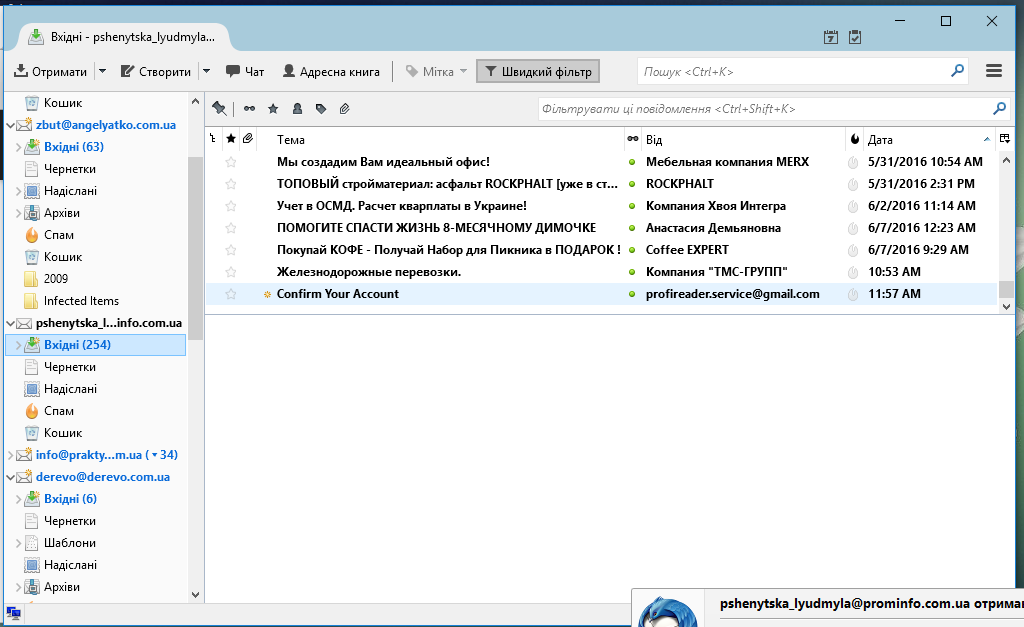 Вхідні - pshenytska_lyudmyla...
7
Отримати Створити Чат Адресна книга Мітка Швидкий фільтр Пошук <Ctrl+K>
Фільтрувати ці повідомлення <Ctrl+Shift+K>
Кошик
zbut@angelyatko.com.ua
Вхідні (63)
Чернетки
Надіслані
Архіви
Спам
Кошик
2009
Infected Items
pshenytska_l...info.com.ua
Вхідні (254)
Чернетки
Надіслані
Спам
Кошик
info@prakty...m.ua (34)
derevo@derevo.com.ua
Вхідні (6)
Чернетки
Шаблони
Надіслані
Архіви
Тема Від Дата
Мы создадим Вам идеальный офис! Мебельная компания MERX 5/31/2016 10:54 AM
ТОПОВЫЙ стройматериал: асфальт ROCKPHALT [уже в ст... ROCKPHALT 5/31/2016 2:31 PM
Учет в ОСМД. Расчет кварплаты в Украине! Компания Хвоя Интегра 6/2/2016 11:14 AM
ПОМОГИТЕ СПАСТИ ЖИЗНЬ 8-МЕСЯЧНОМУ ДИМОЧКЕ Анастасия Демьяновна 6/7/2016 12:23 AM
Покупай КОФЕ - Получай Набор для Пикника в ПОДАРОК ! Coffee EXPERT 6/7/2016 9:29 AM
Железнодорожные перевозки. Компания "ТМС-ГРУПП" 10:53 AM
Confirm Your Account profireader.service@gmail.com 11:57 AM
pshenytska_lyudmyla@prominfo.com.ua